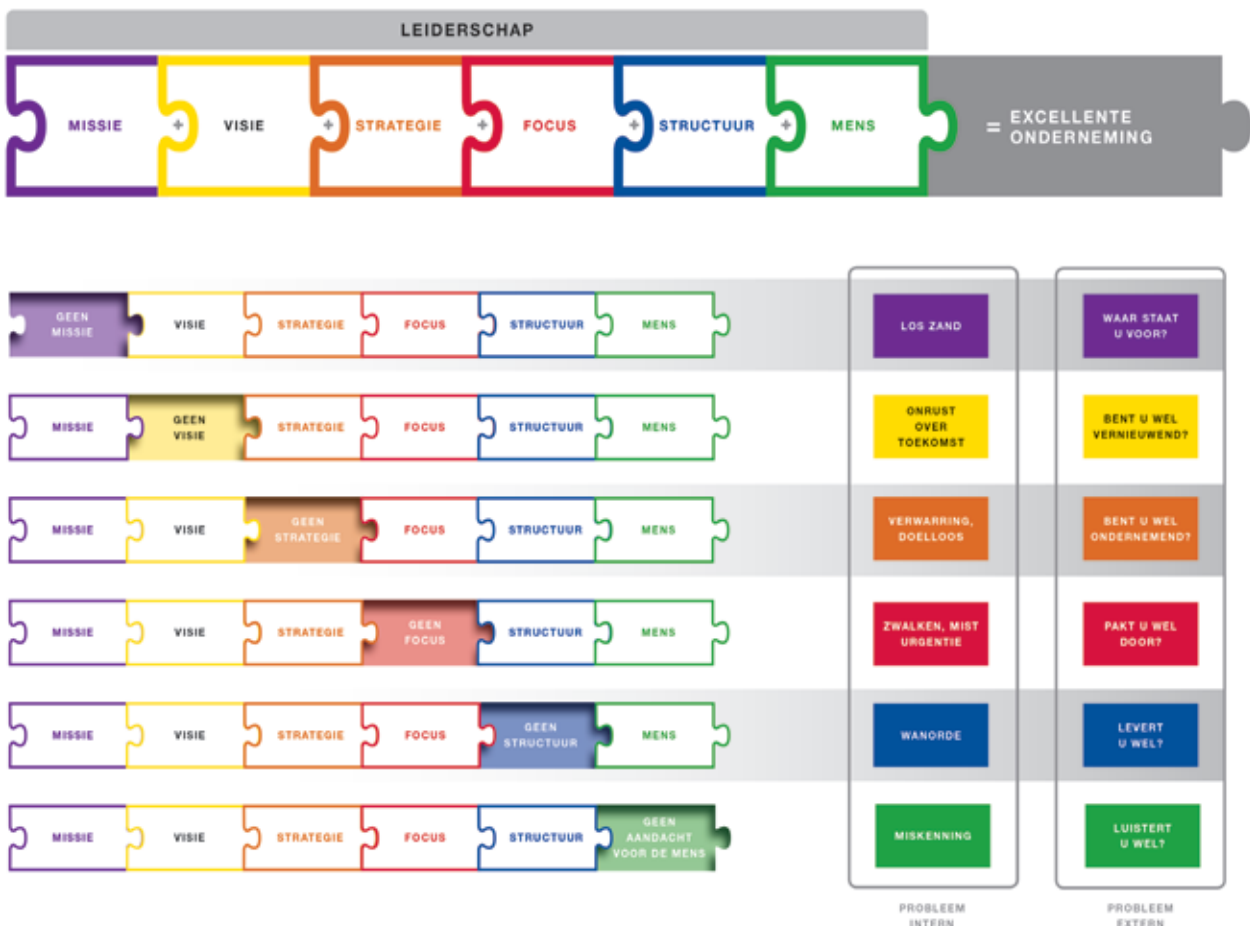 LEIDERSCHAP
MISSIE + VISIE + STRATEGIE + FOCUS + STRUCTUUR + MENS = EXCELLENTE
ONDERNEMING
GEEN
MISSIE
VISIE
STRATEGIE
FOCUS
STRUCTUUR
MENS
LOS ZAND
WAAR STAAT
U VOOR?
MISSIE
GEEN
VISIE
STRATEGIE
FOCUS
STRUCTUUR
MENS
ONRUST
OVER
TOEKOMST
BENT U WEL
VERNIEUWEND?
MISSIE
VISIE
GEEN
STRATEGIE
FOCUS
STRUCTUUR
MENS
VERWARRING,
DOELLOOS
BENT U WEL
ONDERNEMEND?
MISSIE
VISIE
STRATEGIE
GEEN
FOCUS
STRUCTUUR
MENS
ZWALKEN, MIST
URGENTIE
PAKT U WEL
DOOR?
MISSIE
VISIE
STRATEGIE
FOCUS
GEEN
STRUCTUUR
MENS
WANORDE
LEVERT
U WEL?
MISSIE
VISIE
STRATEGIE
FOCUS
STRUCTUUR
GEEN
AANDACHT
VOOR DE MENS
MISKENNING
LUISTERT
U WEL?
PROBLEEM
INTERN
PROBLEEM
EXTERN